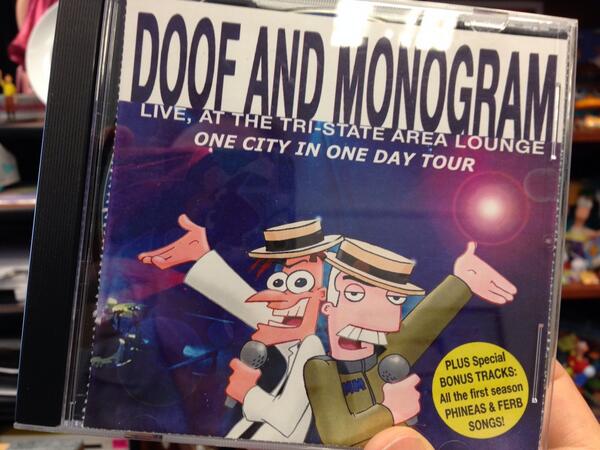 DOOF AND MONOGRAM
LIVE, AT THE TRI-STATE AREA LOUNGE
ONE CITY IN ONE DAY TOUR
PLUS Special
BONUS TRACKS:
All the first season
PHINEAS & FERB
SONGS!